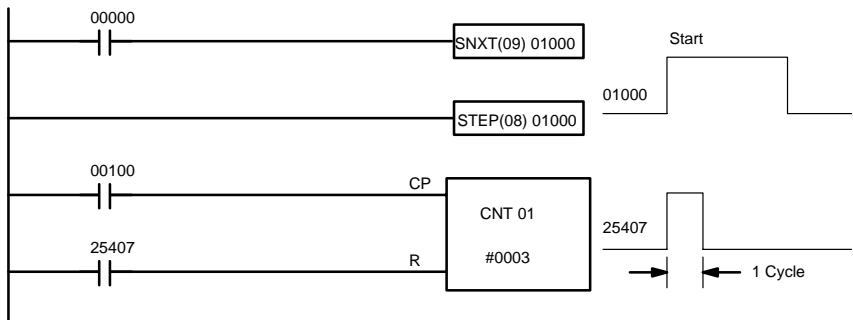 00000
SNXT(09) 01000
Start
01000
STEP(08) 01000
00100
CP
CNT 01
#0003
25407
R
25407
1 Cycle